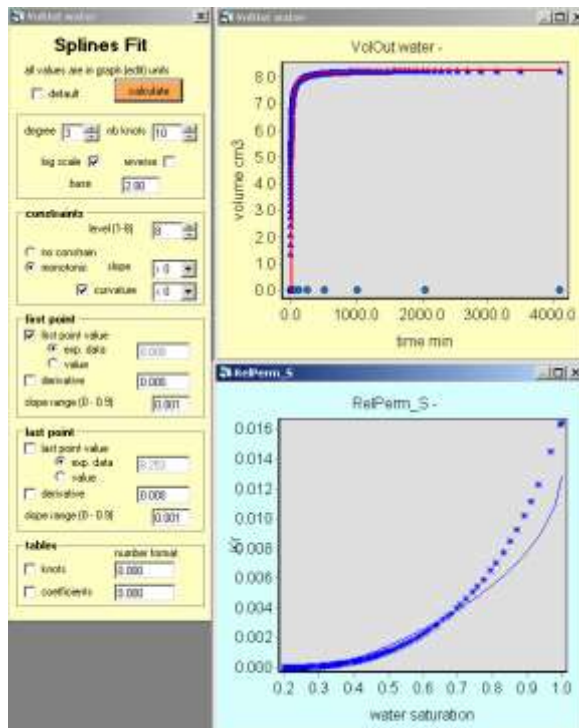 VolOut water
Splines Fit
all values are in graph (edit) units
default
calculate
degree 3 nb knots 10
log scale reverse
base 2.00
constraints
level (1-8) 8
no constrain
monotonic slope > 0
curvature < 0
first point
first point value
exp. data 0.000
value
derivative 0.000
slope range (0 - 0.9) 0.001
last point
last point value
exp. data 8.253
value
derivative 0.000
slope range (0 - 0.9) 0.001
tables
number format
knots 0.000
coefficients 0.000
VolOut water
VolOut water -
8.0
7.0
6.0
5.0
4.0
3.0
2.0
1.0
0.0
volume cm3
0.0 1000.0 2000.0 3000.0 4000.0
time min
RelPerm_S
RelPerm_S -
0.016
0.014
0.012
0.010
0.008
0.006
0.004
0.002
0.000
Kr
0.2 0.3 0.4 0.5 0.6 0.7 0.8 0.9 1.0
water saturation